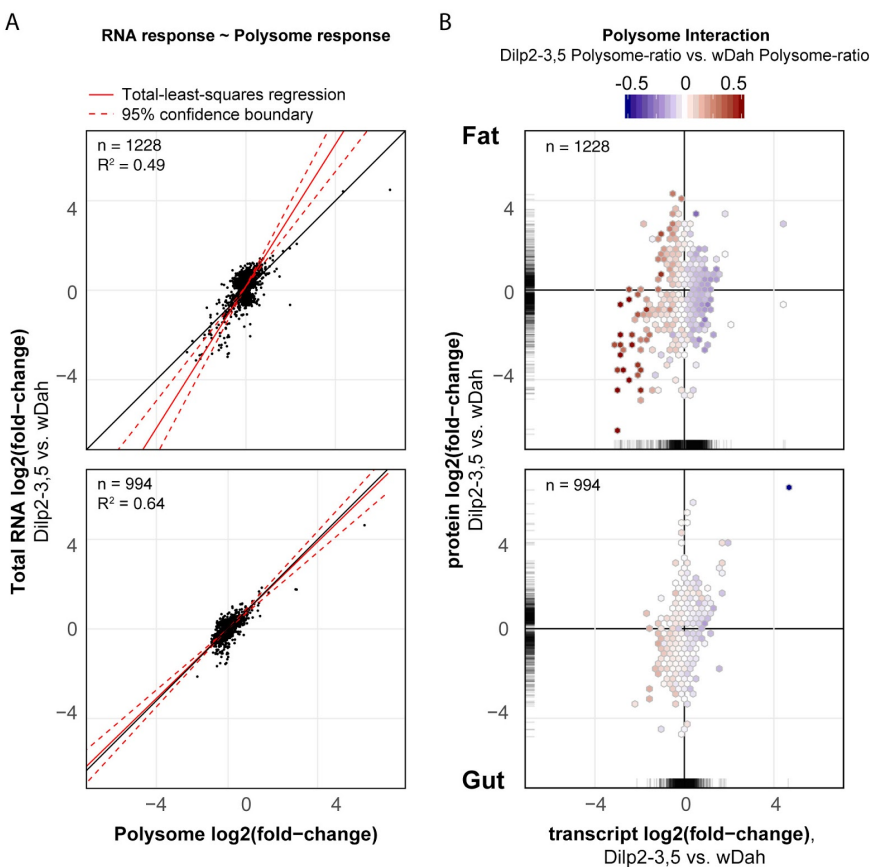 A
RNA response ~ Polysome response
Total-least-squares regression
95% confidence boundary
n = 1228
R² = 0.49
4
0
−4
n = 994
R² = 0.64
4
0
−4
−4
0
4
Total RNA log2(fold−change)
Dilp2-3,5 vs. wDah
Polysome log2(fold−change)
B
Polysome Interaction
Dilp2-3,5 Polysome-ratio vs. wDah Polysome-ratio
-0.5
0
0.5
Fat
n = 1228
4
0
−4
n = 994
4
0
−4
Gut
−4
0
4
protein log2(fold−change)
Dilp2-3,5 vs. wDah
transcript log2(fold−change),
Dilp2-3,5 vs. wDah